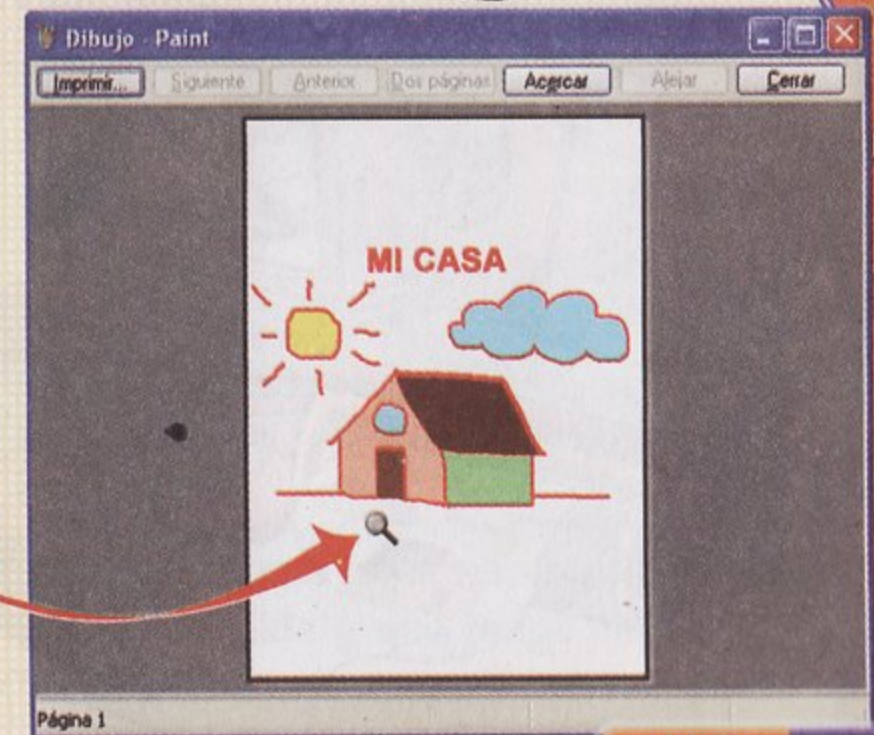 Dibujo - Paint
Imprimir... Siguiente Anterior Dos páginas Acercar Alejar Cerrar
MI CASA
Página 1